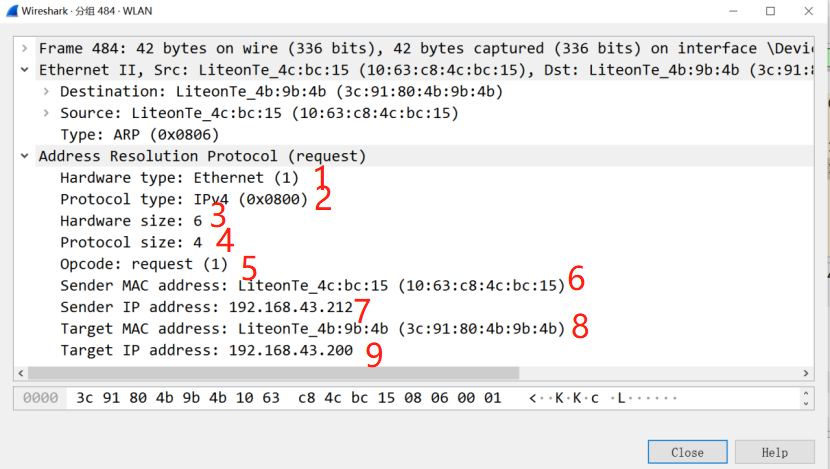 Wireshark · 分组 484 · WLAN
Frame 484: 42 bytes on wire (336 bits), 42 bytes captured (336 bits) on interface \Devic
Ethernet II, Src: LiteonTe_4c:bc:15 (10:63:c8:4c:bc:15), Dst: LiteonTe_4b:9b:4b (3c:91:8
Destination: LiteonTe_4b:9b:4b (3c:91:80:4b:9b:4b)
Source: LiteonTe_4c:bc:15 (10:63:c8:4c:bc:15)
Type: ARP (0x0806)
Address Resolution Protocol (request)
Hardware type: Ethernet (1) 1
Protocol type: IPv4 (0x0800) 2
Hardware size: 6 3
Protocol size: 4 4
Opcode: request (1) 5
Sender MAC address: LiteonTe_4c:bc:15 (10:63:c8:4c:bc:15) 6
Sender IP address: 192.168.43.212 7
Target MAC address: LiteonTe_4b:9b:4b (3c:91:80:4b:9b:4b) 8
Target IP address: 192.168.43.200 9
0000 3c 91 80 4b 9b 4b 10 63 c8 4c bc 15 08 06 00 01 <··K·K·c ·L······
Close Help